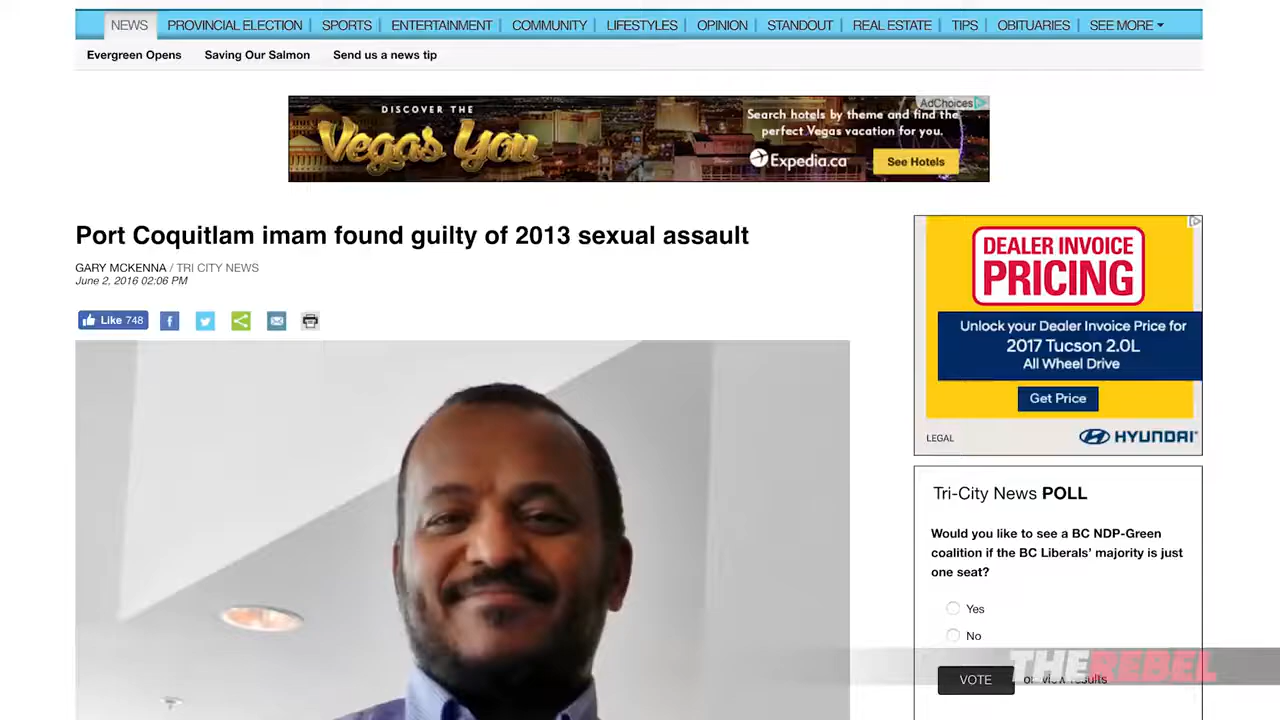 NEWS PROVINCIAL ELECTION SPORTS ENTERTAINMENT COMMUNITY LIFESTYLES OPINION STANDOUT REAL ESTATE TIPS OBITUARIES SEE MORE
Evergreen Opens Saving Our Salmon Send us a news tip
AdChoices
DISCOVER THE
Vegas You
Search hotels by theme and find the
perfect Vegas vacation for you.
Expedia.ca
See Hotels
Port Coquitlam imam found guilty of 2013 sexual assault
GARY MCKENNA / TRI CITY NEWS
June 2, 2016 02:06 PM
Like 748
DEALER INVOICE
PRICING
Unlock your Dealer Invoice Price for
2017 Tucson 2.0L
All Wheel Drive
Get Price
LEGAL
HYUNDAI
Tri-City News POLL
Would you like to see a BC NDP-Green
coalition if the BC Liberals' majority is just
one seat?
Yes
No
VOTE or view results
THE REBEL